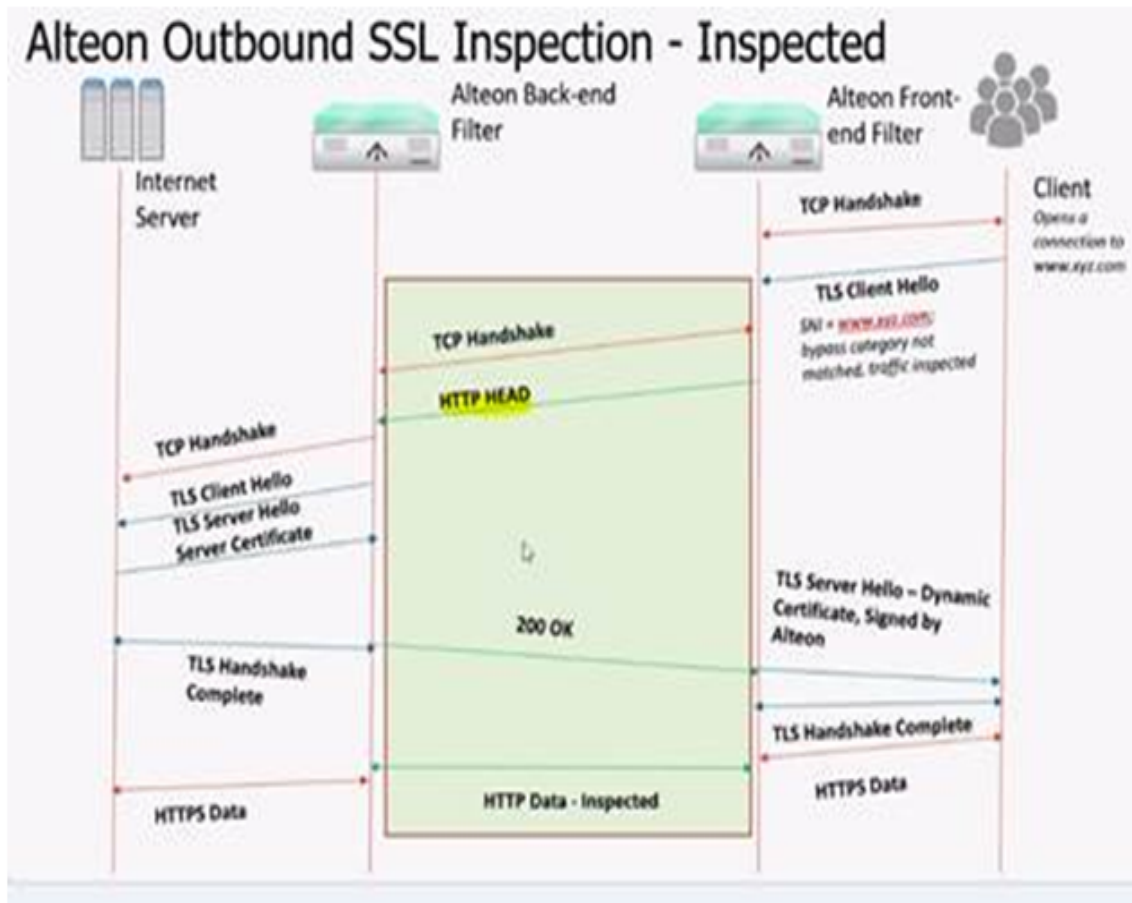 Alteon Outbound SSL Inspection - Inspected
Alteon Back-end
Filter
Alteon Front-
end Filter
Internet
Server
Client
Opens a
connection to
www.xyz.com
TCP Handshake
TLS Client Hello
SNI = www.xyz.com;
bypass category not
matched, traffic inspected
TCP Handshake
HTTP HEAD
TCP Handshake
TLS Client Hello
TLS Server Hello
Server Certificate
TLS Server Hello – Dynamic
Certificate, Signed by
Alteon
200 OK
TLS Handshake
Complete
TLS Handshake Complete
HTTPS Data
HTTP Data - Inspected
HTTPS Data